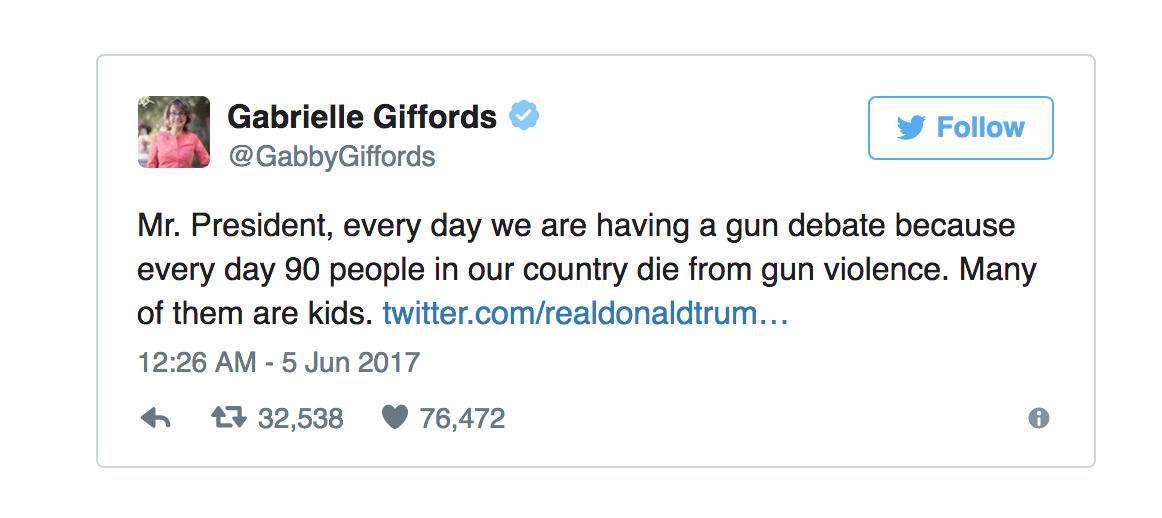 Gabrielle Giffords
@GabbyGiffords
Follow
Mr. President, every day we are having a gun debate because
every day 90 people in our country die from gun violence. Many
of them are kids. twitter.com/realdonaldtrum…
12:26 AM - 5 Jun 2017
32,538 76,472